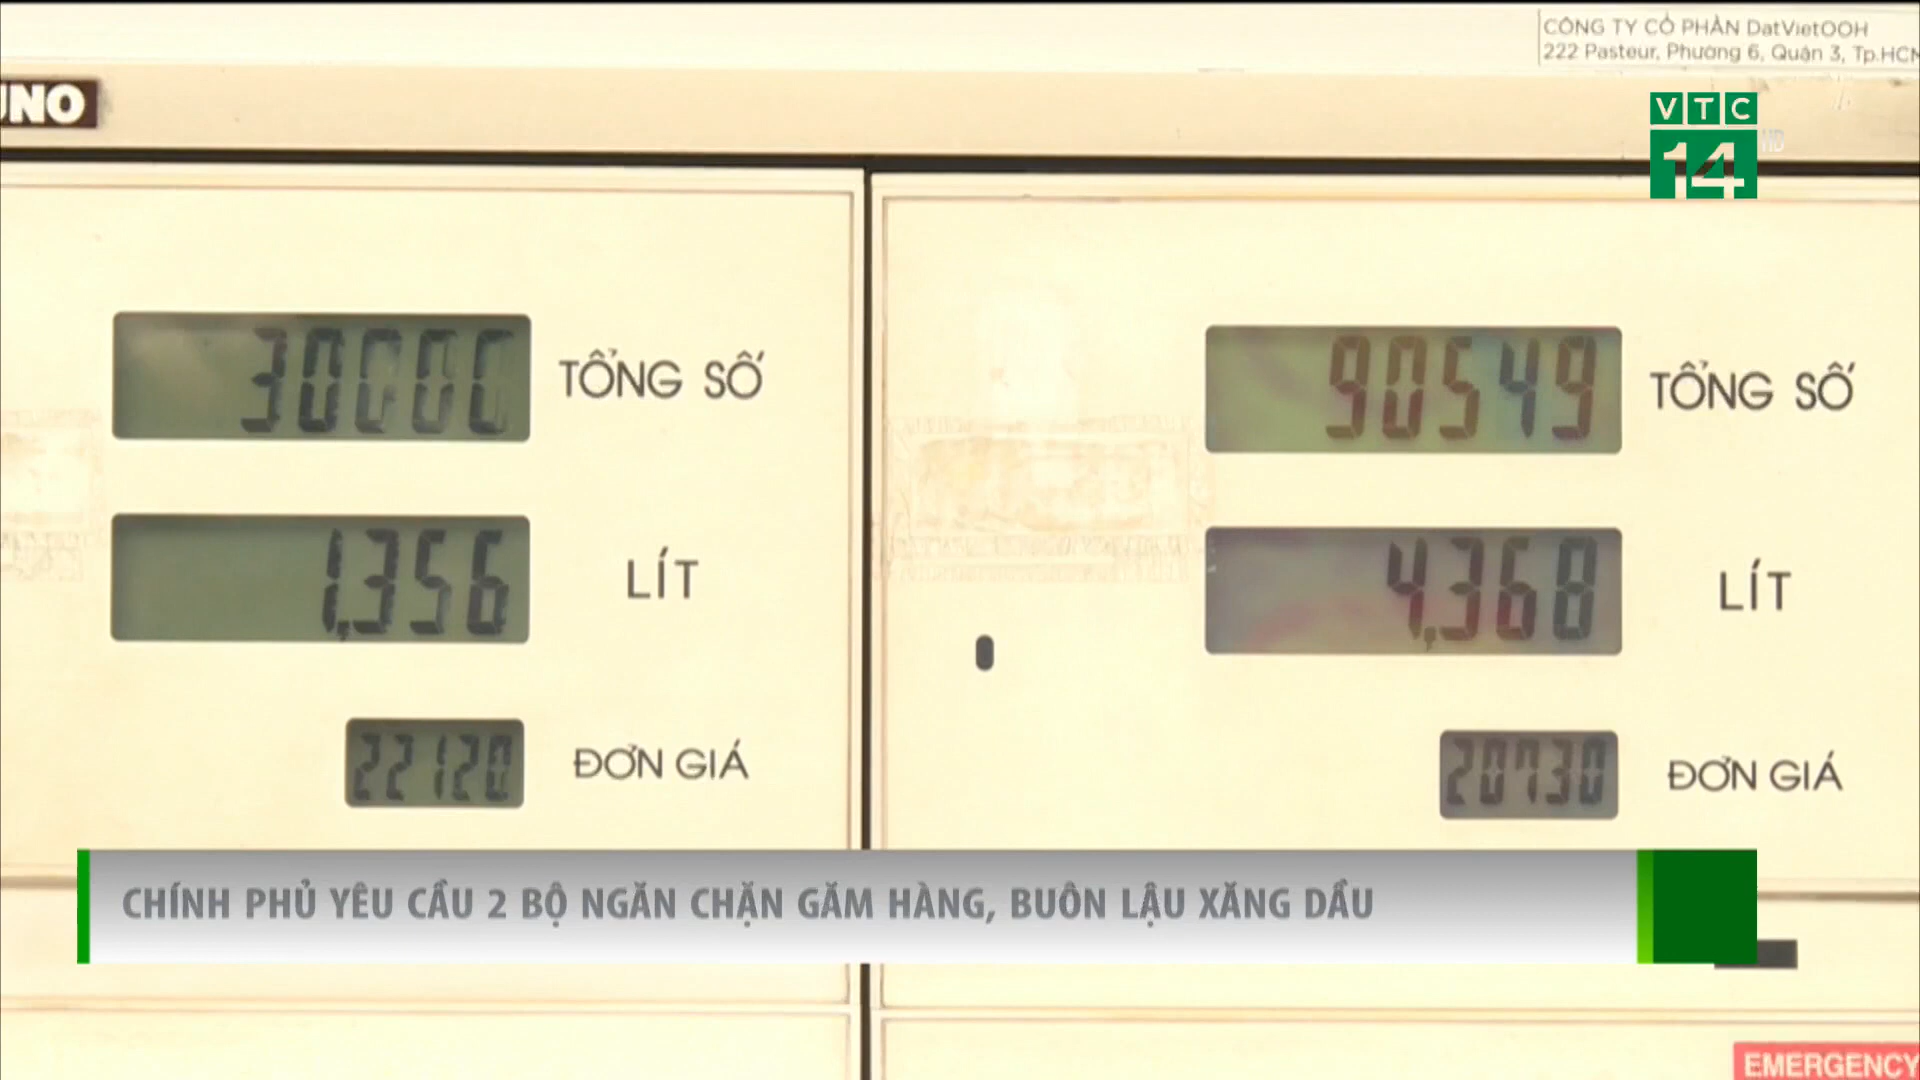 CÔNG TY CỔ PHẦN DatVietOOH
222 Pasteur, Phường 6, Quận 3, Tp.HCM
UNO
VTC
14
HD
30000 TỔNG SỐ
1,356 LÍT
22120 ĐƠN GIÁ
90549 TỔNG SỐ
4,368 LÍT
20730 ĐƠN GIÁ
CHÍNH PHỦ YÊU CẦU 2 BỘ NGĂN CHẶN GĂM HÀNG, BUÔN LẬU XĂNG DẦU
EMERGENCY